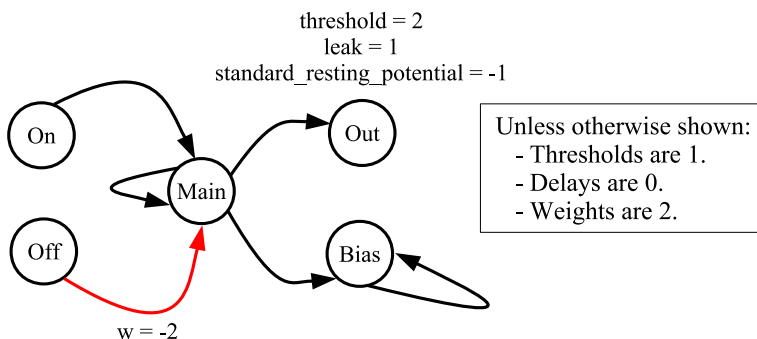 threshold = 2
leak = 1
standard_resting_potential = -1
On
Out
Main
Off
Bias
w = -2
Unless otherwise shown:
- Thresholds are 1.
- Delays are 0.
- Weights are 2.